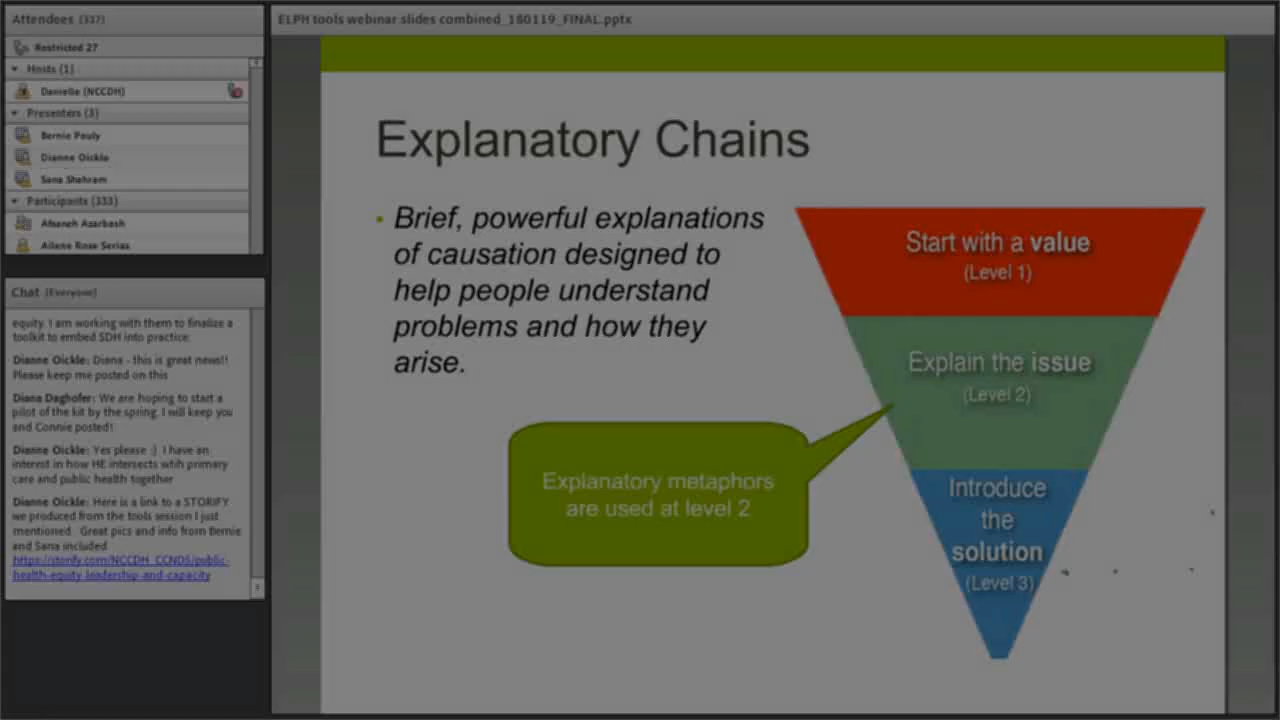 Attendees (337)
Restricted 27
Hosts (1)
Danielle (NCCDH)
Presenters (3)
Bernie Pauly
Dianne Oickle
Sana Shahram
Participants (333)
Afsaneh Azarbash
Ailene Rose Serias
Chat (Everyone)
equity. I am working with them to finalize a
toolkit to embed SDH into practice.
Dianne Oickle: Diana - this is great news!!
Please keep me posted on this
Diana Daghofer: We are hoping to start a
pilot of the kit by the spring. I will keep you
and Connie posted!
Dianne Oickle: Yes please :) I have an
interest in how HE intersects wtih primary
care and public health together
Dianne Oickle: Here is a link to a STORIFY
we produced from the tools session I just
mentioned. Great pics and info from Bernie
and Sana included
https://storify.com/NCCDH_CCNDS/public-
health-equity-leadership-and-capacity
ELPH tools webinar slides combined_180119_FINAL.pptx
Explanatory Chains
• Brief, powerful explanations
of causation designed to
help people understand
problems and how they
arise.
Explanatory metaphors
are used at level 2
Start with a value
(Level 1)
Explain the issue
(Level 2)
Introduce
the
solution
(Level 3)